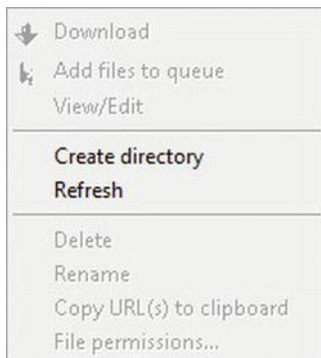 Download
Add files to queue
View/Edit
Create directory
Refresh
Delete
Rename
Copy URL(s) to clipboard
File permissions...